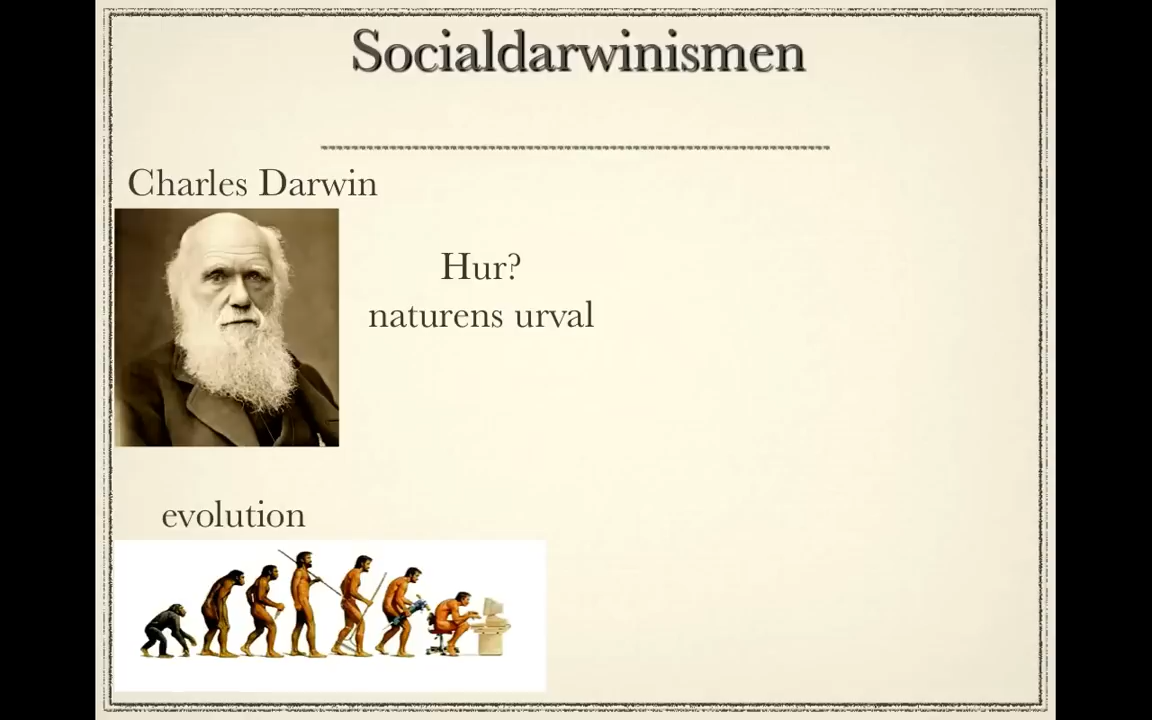 Socialdarwinismen
Charles Darwin
Hur?
naturens urval
evolution